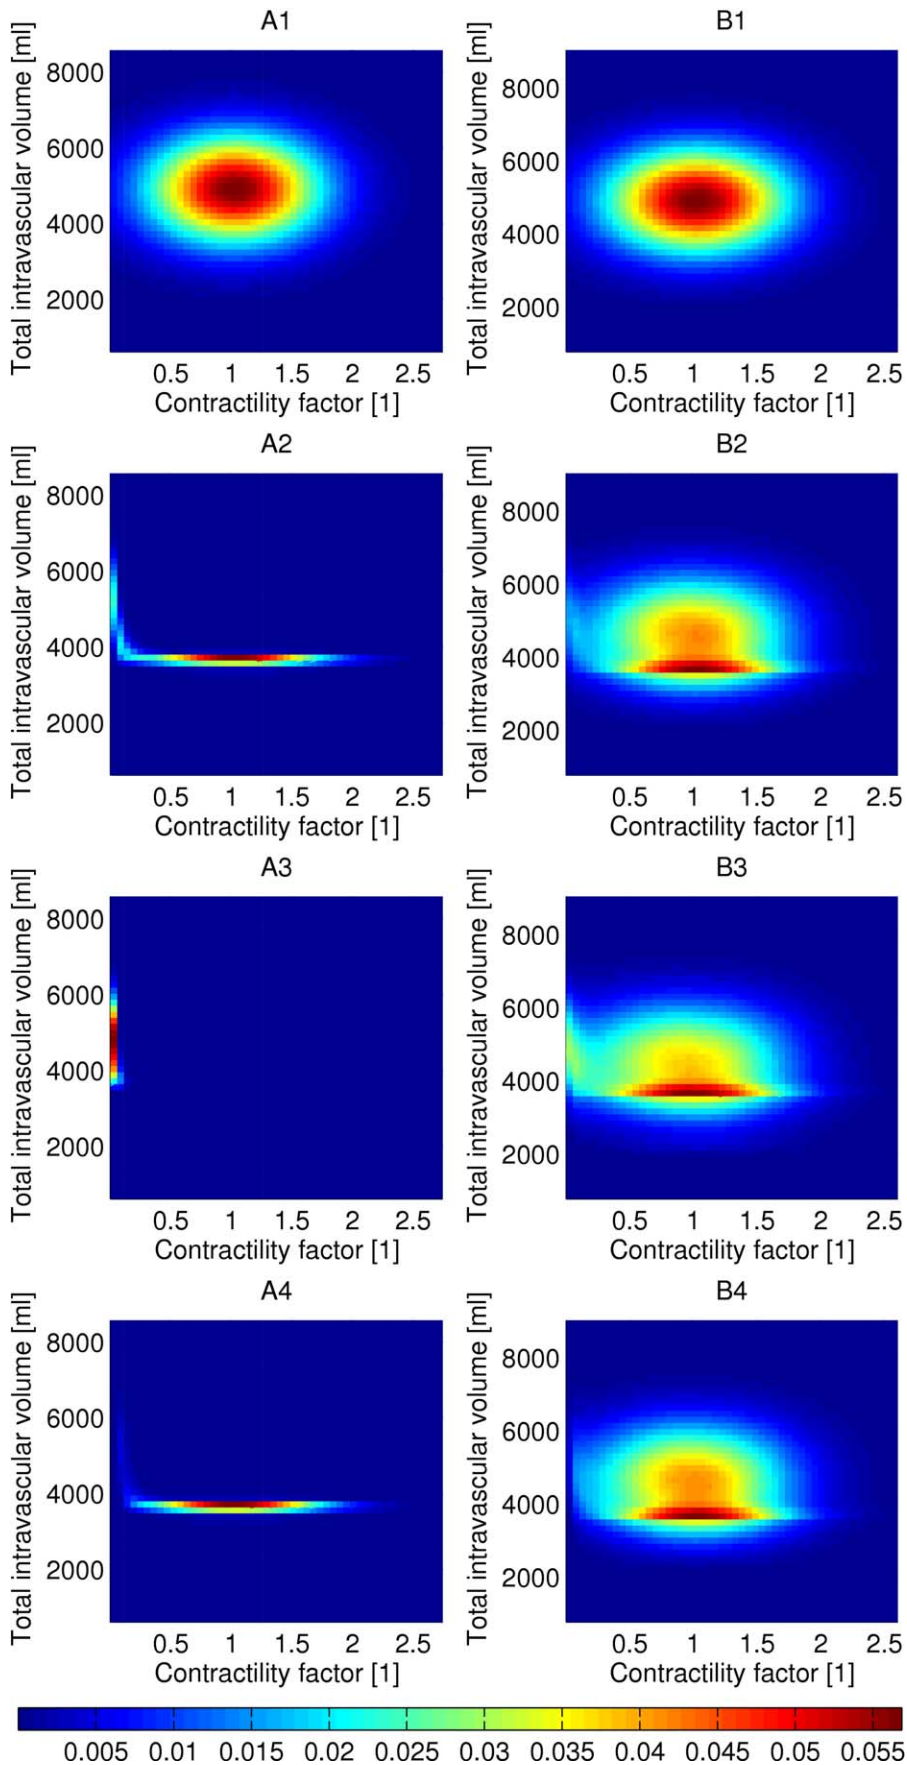 A1
Total intravascular volume [ml]
8000
6000
4000
2000
0.5 1 1.5 2 2.5
Contractility factor [1]
B1
Total intravascular volume [ml]
8000
6000
4000
2000
0.5 1 1.5 2 2.5
Contractility factor [1]
A2
Total intravascular volume [ml]
8000
6000
4000
2000
0.5 1 1.5 2 2.5
Contractility factor [1]
B2
Total intravascular volume [ml]
8000
6000
4000
2000
0.5 1 1.5 2 2.5
Contractility factor [1]
A3
Total intravascular volume [ml]
8000
6000
4000
2000
0.5 1 1.5 2 2.5
Contractility factor [1]
B3
Total intravascular volume [ml]
8000
6000
4000
2000
0.5 1 1.5 2 2.5
Contractility factor [1]
A4
Total intravascular volume [ml]
8000
6000
4000
2000
0.5 1 1.5 2 2.5
Contractility factor [1]
B4
Total intravascular volume [ml]
8000
6000
4000
2000
0.5 1 1.5 2 2.5
Contractility factor [1]
0.005 0.01 0.015 0.02 0.025 0.03 0.035 0.04 0.045 0.05 0.055